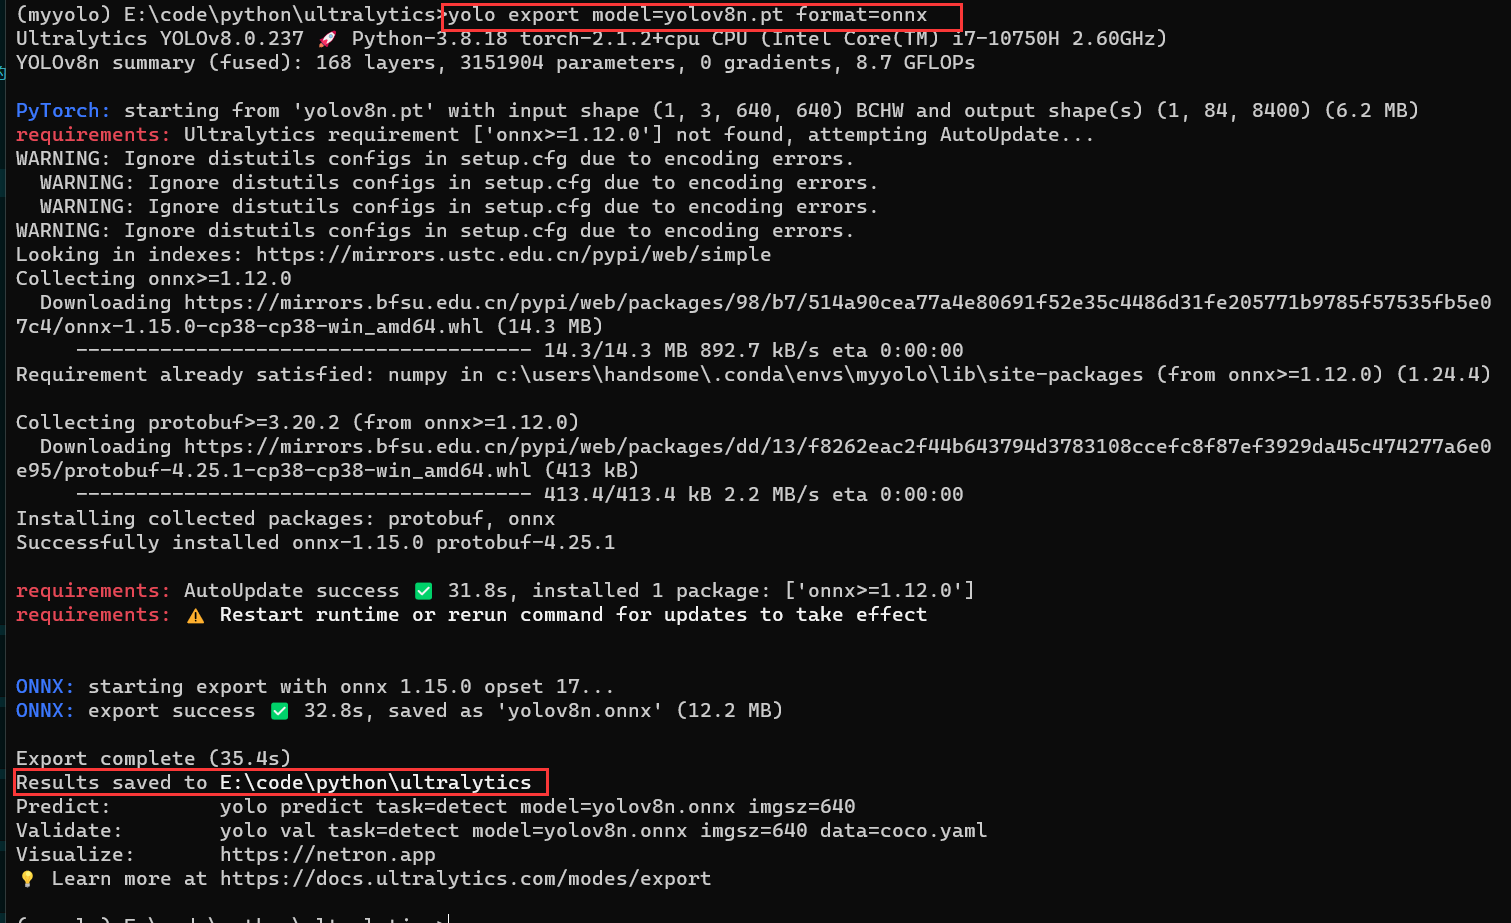 (myyolo) E:\code\python\ultralytics>yolo export model=yolov8n.pt format=onnx
Ultralytics YOLOv8.0.237 🚀 Python-3.8.18 torch-2.1.2+cpu CPU (Intel Core(TM) i7-10750H 2.60GHz)
YOLOv8n summary (fused): 168 layers, 3151904 parameters, 0 gradients, 8.7 GFLOPs
PyTorch: starting from 'yolov8n.pt' with input shape (1, 3, 640, 640) BCHW and output shape(s) (1, 84, 8400) (6.2 MB)
requirements: Ultralytics requirement ['onnx>=1.12.0'] not found, attempting AutoUpdate...
WARNING: Ignore distutils configs in setup.cfg due to encoding errors.
WARNING: Ignore distutils configs in setup.cfg due to encoding errors.
WARNING: Ignore distutils configs in setup.cfg due to encoding errors.
WARNING: Ignore distutils configs in setup.cfg due to encoding errors.
Looking in indexes: https://mirrors.ustc.edu.cn/pypi/web/simple
Collecting onnx>=1.12.0
Downloading https://mirrors.bfsu.edu.cn/pypi/web/packages/98/b7/514a90cea77a4e80691f52e35c4486d31fe205771b9785f57535fb5e0
7c4/onnx-1.15.0-cp38-cp38-win_amd64.whl (14.3 MB)
-------------------------------------- 14.3/14.3 MB 892.7 kB/s eta 0:00:00
Requirement already satisfied: numpy in c:\users\handsome\.conda\envs\myyolo\lib\site-packages (from onnx>=1.12.0) (1.24.4)
Collecting protobuf>=3.20.2 (from onnx>=1.12.0)
Downloading https://mirrors.bfsu.edu.cn/pypi/web/packages/dd/13/f8262eac2f44b643794d3783108ccefc8f87ef3929da45c474277a6e0
e95/protobuf-4.25.1-cp38-cp38-win_amd64.whl (413 kB)
-------------------------------------- 413.4/413.4 kB 2.2 MB/s eta 0:00:00
Installing collected packages: protobuf, onnx
Successfully installed onnx-1.15.0 protobuf-4.25.1
requirements: AutoUpdate success ✅ 31.8s, installed 1 package: ['onnx>=1.12.0']
requirements: ⚠️ Restart runtime or rerun command for updates to take effect
ONNX: starting export with onnx 1.15.0 opset 17...
ONNX: export success ✅ 32.8s, saved as 'yolov8n.onnx' (12.2 MB)
Export complete (35.4s)
Results saved to E:\code\python\ultralytics
Predict: yolo predict task=detect model=yolov8n.onnx imgsz=640
Validate: yolo val task=detect model=yolov8n.onnx imgsz=640 data=coco.yaml
Visualize: https://netron.app
💡 Learn more at https://docs.ultralytics.com/modes/export